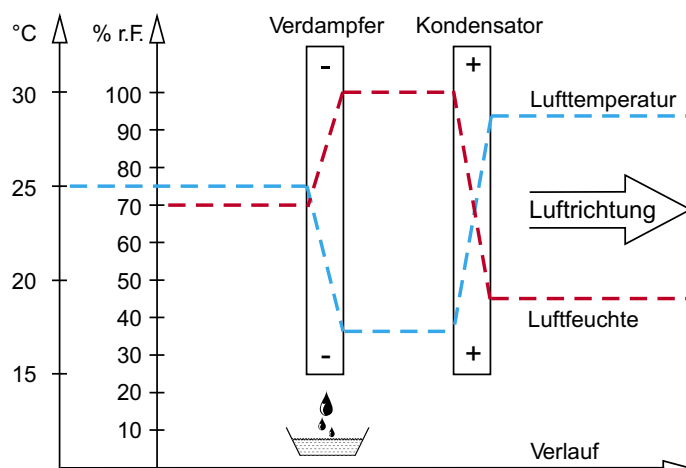 °C
% r.F.
Verdampfer
Kondensator
-
+
30
100
90
80
25
70
60
50
20
40
30
15
20
10
Lufttemperatur
Luftrichtung
Luftfeuchte
-
+
Verlauf